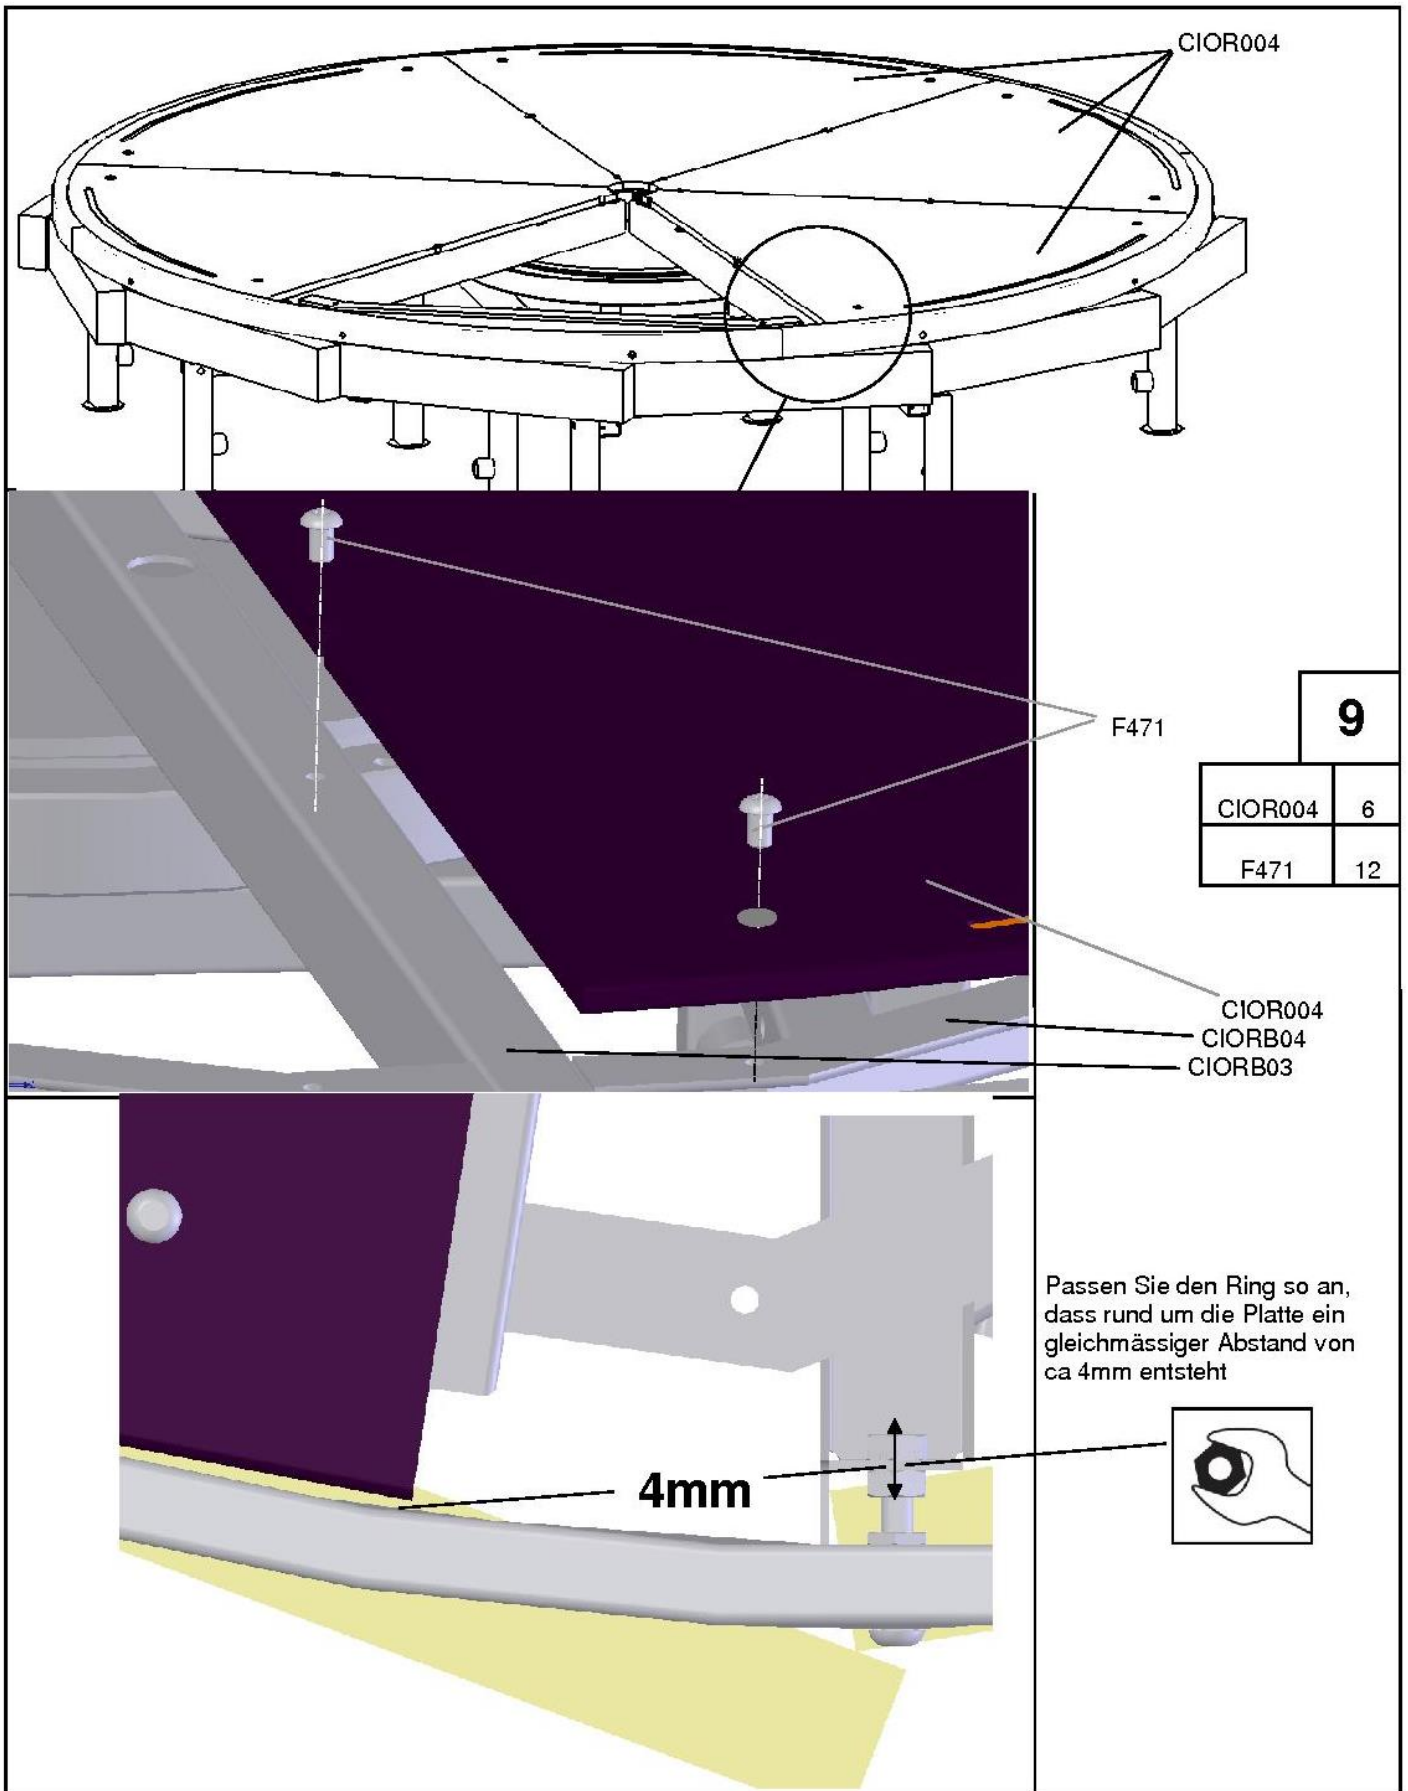 CIOR004
F471
9
CIOR004 6
F471 12
CIOR004
CIORB04
CIORB03
Passen Sie den Ring so an,
dass rund um die Platte ein
gleichmässiger Abstand von
ca 4mm entsteht
4mm